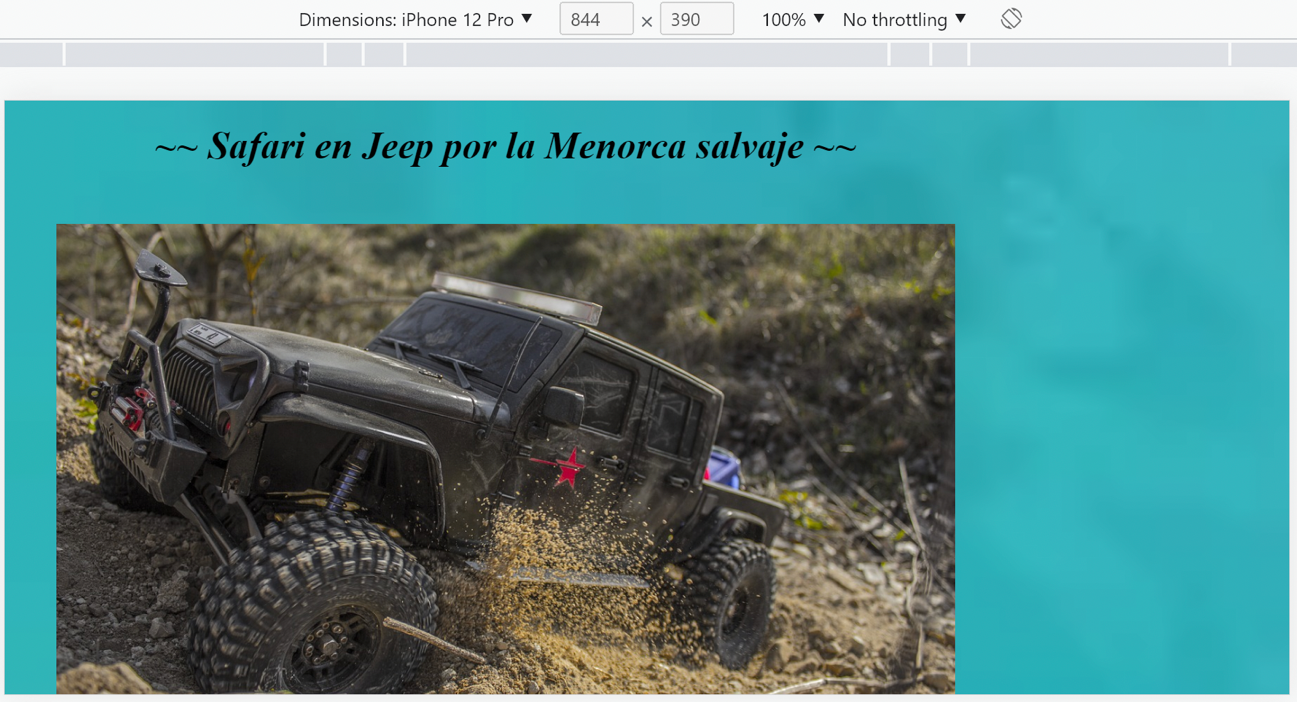 Dimensions: iPhone 12 Pro ▼ 844 × 390 100% ▼ No throttling ▼
~~ Safari en Jeep por la Menorca salvaje ~~